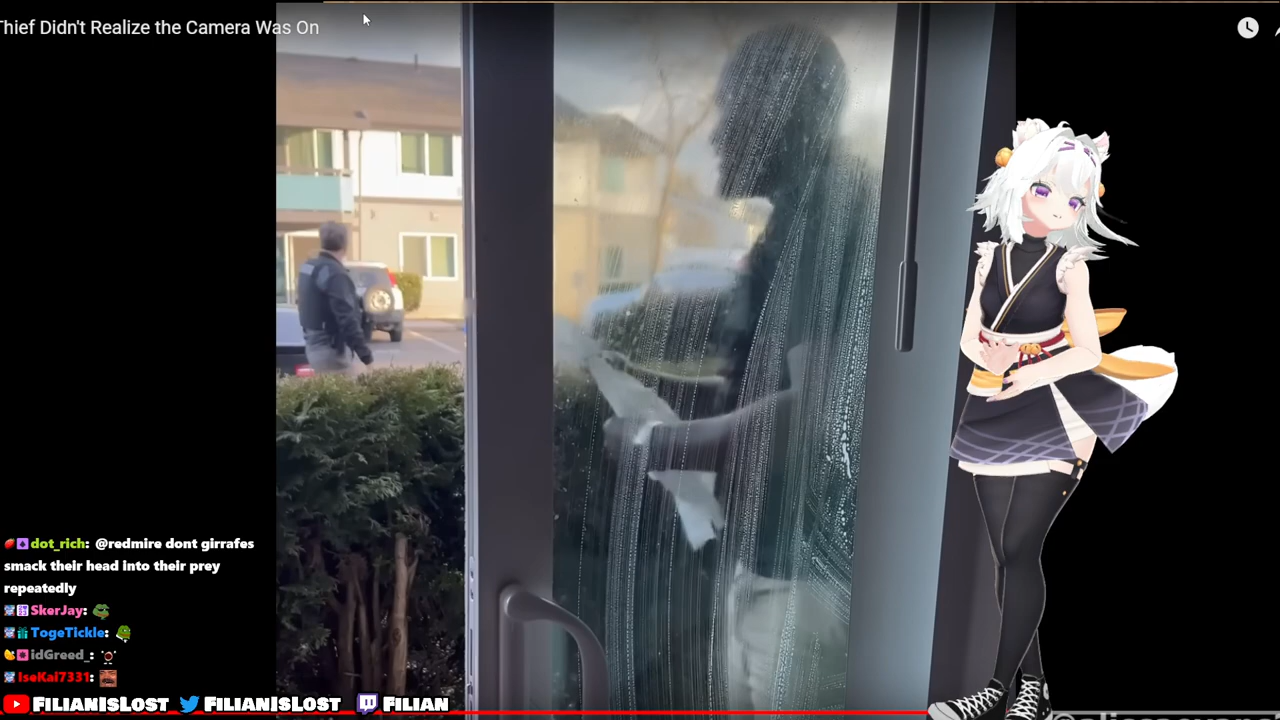 Thief Didn't Realize the Camera Was On
dot_rich: @redmire dont girrafes
smack their head into their prey
repeatedly
SkerJay:
TogeTickle:
idGreed_:
IseKai7331:
FILIANISLOST FILIANISLOST FILIAN